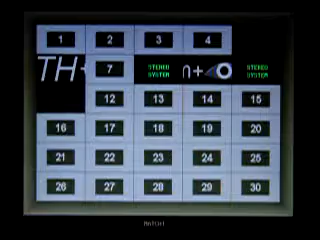 1 2 3 4
TH+ 7 STEREO SYSTEM n+ STEREO SYSTEM
12 13 14 15
16 17 18 19 20
21 22 23 24 25
26 27 28 29 30